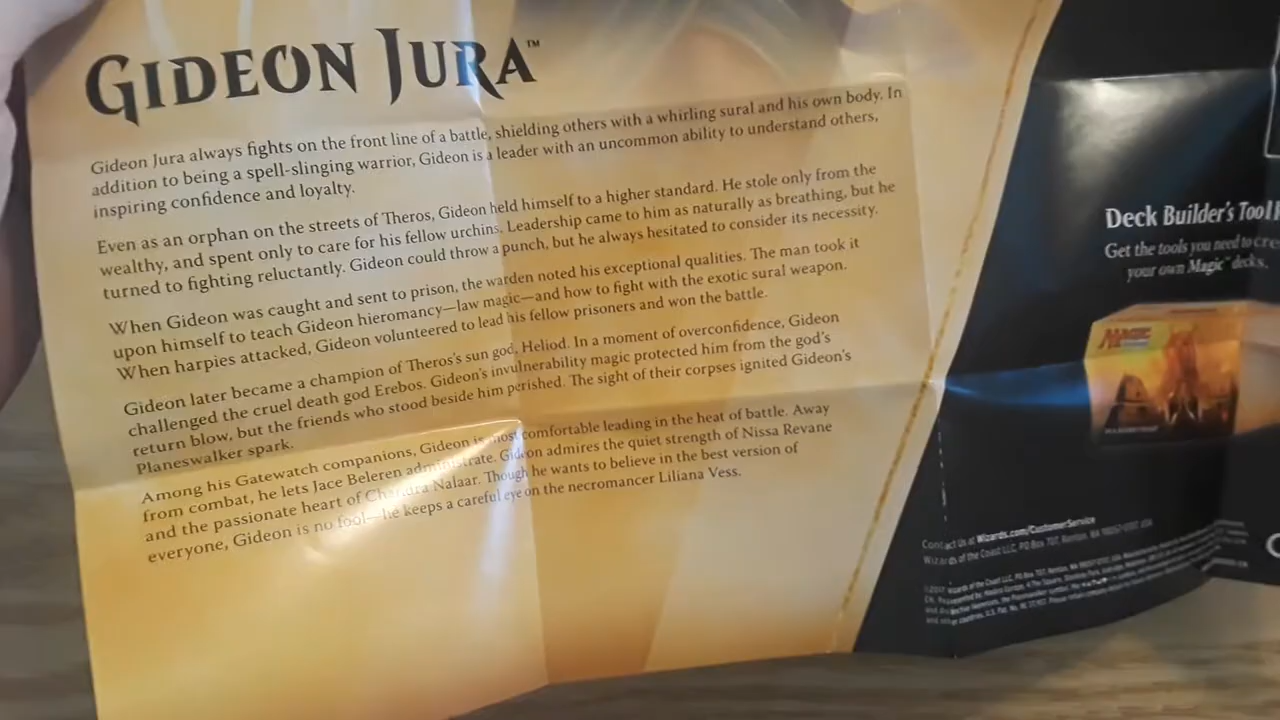 GIDEON JURA™
Gideon Jura always fights on the front line of a battle, shielding others with a whirling sural and his own body. In
addition to being a spell-slinging warrior, Gideon is a leader with an uncommon ability to understand others,
inspiring confidence and loyalty.
Even as an orphan on the streets of Theros, Gideon held himself to a higher standard. He stole only from the
wealthy, and spent only to care for his fellow urchins. Leadership came to him as naturally as breathing, but he
turned to fighting reluctantly. Gideon could throw a punch, but he always hesitated to consider its necessity.
When Gideon was caught and sent to prison, the warden noted his exceptional qualities. The man took it
upon himself to teach Gideon hieromancy—law magic—and how to fight with the exotic sural weapon.
When harpies attacked, Gideon volunteered to lead his fellow prisoners and won the battle.
Gideon later became a champion of Theros's sun god, Heliod. In a moment of overconfidence, Gideon
challenged the cruel death god Erebos. Gideon's invulnerability magic protected him from the god's
return blow, but the friends who stood beside him perished. The sight of their corpses ignited Gideon's
Planeswalker spark.
Among his Gatewatch companions, Gideon is most comfortable leading in the heat of battle. Away
from combat, he lets Jace Beleren administrate. Gideon admires the quiet strength of Nissa Revane
and the passionate heart of Chandra Nalaar. Though he wants to believe in the best version of
everyone, Gideon is no fool—he keeps a careful eye on the necromancer Liliana Vess.
Deck Builder's Tool
Get the tools you need to cre
your own Magic™ decks.
MAGIC
Contact Us at Wizards.com/CustomerService
Wizards of the Coast LLC, PO Box 707, Renton, WA 98057-0707, USA